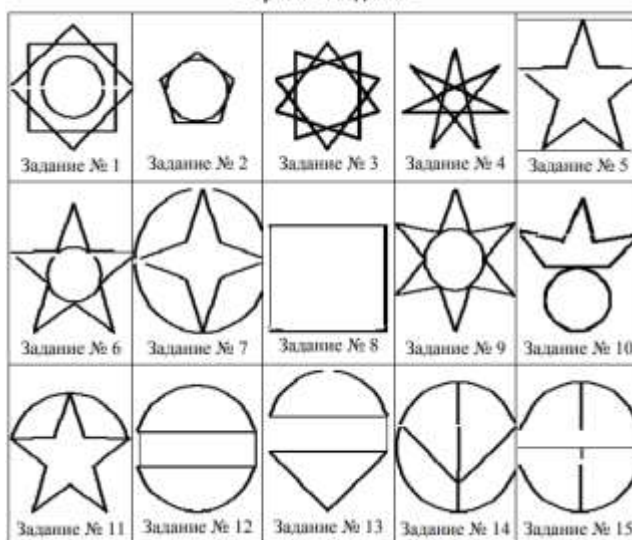 Задание № 1
Задание № 2
Задание № 3
Задание № 4
Задание № 5
Задание № 6
Задание № 7
Задание № 8
Задание № 9
Задание № 10
Задание № 11
Задание № 12
Задание № 13
Задание № 14
Задание № 15